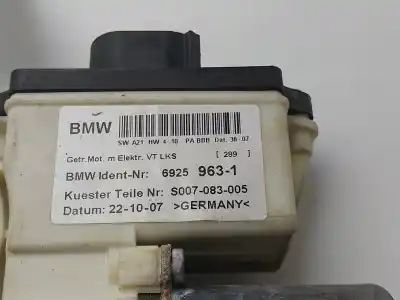 BMW
SW A21 HW 4-10 PA BBB Dat. 38-07
Getr.Mot. m Elektr. VT LKS [ 289 ]
BMW Ident-Nr: 6925 963-1
Kuester Teile Nr: S007-083-005
Datum: 22-10-07 >GERMANY<